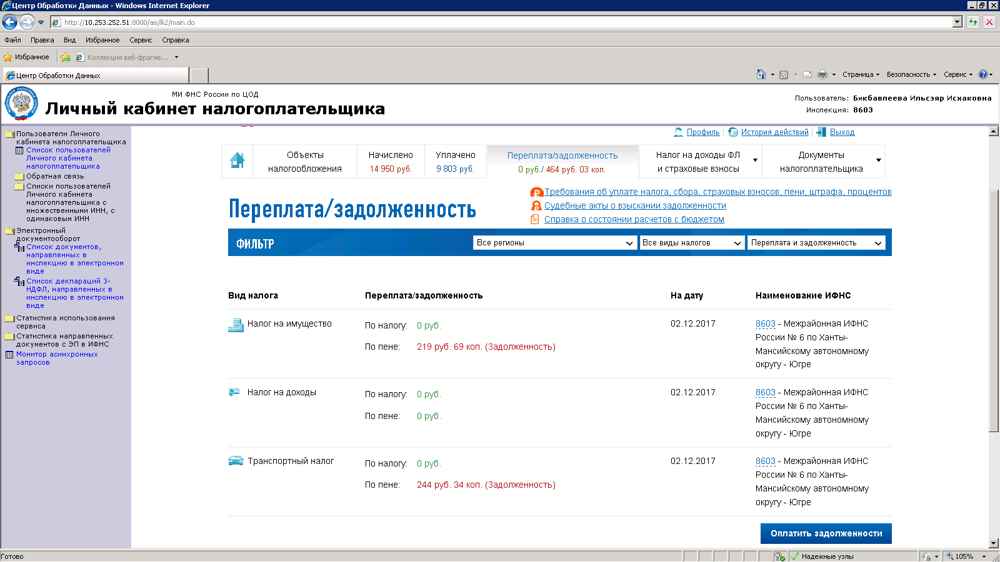 Центр Обработки Данных - Windows Internet Explorer
http://10.253.252.51:8000/ais/lk2/main.do
Файл Правка Вид Избранное Сервис Справка
Избранное Коллекция веб-фрагме...
Центр Обработки Данных
Страница Безопасность Сервис
МИ ФНС России по ЦОД
Личный кабинет налогоплательщика
Пользователь: Бикбавлеева Ильсэяр Исхаковна
Инспекция: 8603
Пользователи Личного
кабинета налогоплательщика
Список пользователей
Личного кабинета
налогоплательщика
Обратная связь
Списки пользователей
Личного кабинета
налогоплательщика с
множественными ИНН, с
одинаковым ИНН
Электронный
документооборот
Список документов,
направленных в
инспекцию в электронном
виде
Список деклараций 3-
НДФЛ, направленных в
инспекцию в электронном
виде
Статистика использования
сервиса
Статистика направленных
документов с ЭП в ИФНС
Монитор асинхронных
запросов
Профиль История действий Выход
Объекты
налогообложения
Начислено
14 950 руб.
Уплачено
9 803 руб.
Переплата/задолженность
0 руб./ 464 руб. 03 коп.
Налог на доходы ФЛ
и страховые взносы
Документы
налогоплательщика
Требования об уплате налога, сбора, страховых взносов, пени, штрафа, процентов
Судебные акты о взыскании задолженности
Справка о состоянии расчетов с бюджетом
Переплата/задолженность
ФИЛЬТР Все регионы Все виды налогов Переплата и задолженность
Вид налога Переплата/задолженность На дату Наименование ИФНС
Налог на имущество
По налогу: 0 руб.
По пене: 219 руб. 69 коп. (Задолженность)
02.12.2017
8603 - Межрайонная ИФНС
России № 6 по Ханты-
Мансийскому автономному
округу - Югре
Налог на доходы
По налогу: 0 руб.
По пене: 0 руб.
02.12.2017
8603 - Межрайонная ИФНС
России № 6 по Ханты-
Мансийскому автономному
округу - Югре
Транспортный налог
По налогу: 0 руб.
По пене: 244 руб. 34 коп. (Задолженность)
02.12.2017
8603 - Межрайонная ИФНС
России № 6 по Ханты-
Мансийскому автономному
округу - Югре
Оплатить задолженности
Готово Надежные узлы 105%